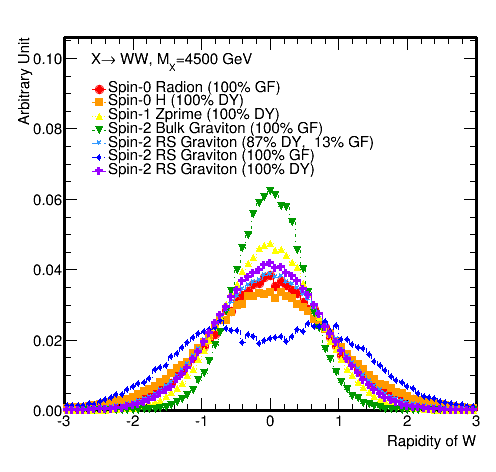 X→ WW, M_X=4500 GeV
Spin-0 Radion (100% GF)
Spin-0 H (100% DY)
Spin-1 Zprime (100% DY)
Spin-2 Bulk Graviton (100% GF)
Spin-2 RS Graviton (87% DY, 13% GF)
Spin-2 RS Graviton (100% GF)
Spin-2 RS Graviton (100% DY)
Arbitrary Unit
0.10
0.08
0.06
0.04
0.02
0.00
-3 -2 -1 0 1 2 3
Rapidity of W